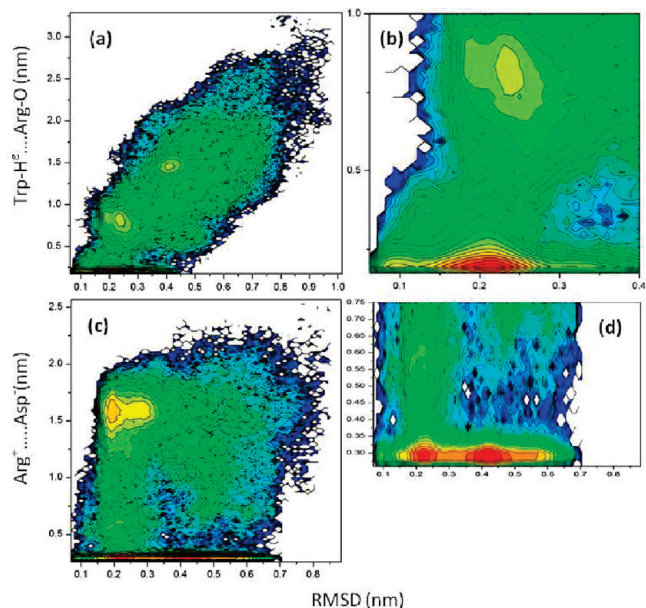 (a)
3.0
2.5
2.0
1.5
1.0
0.5
0.1 0.2 0.3 0.4 0.5 0.6 0.7 0.8 0.9 1.0
Trp-Hᵋ....Arg-O (nm)
(b)
1.0
0.5
0.2 0.3 0.4
(c)
2.5
2.0
1.5
1.0
0.5
0.1 0.2 0.3 0.4 0.5 0.6 0.7 0.8
Arg⁺.....Asp⁻(nm)
(d)
0.75
0.70
0.65
0.60
0.55
0.50
0.45
0.40
0.35
0.30
0.1 0.2 0.3 0.4 0.5 0.6 0.7 0.8
RMSD (nm)